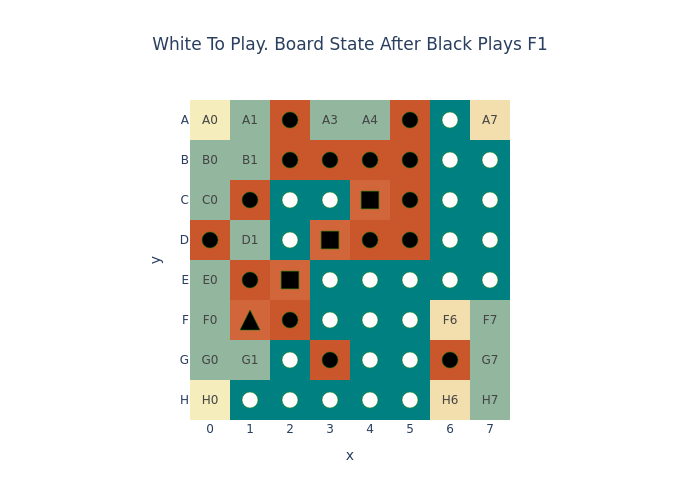 White To Play. Board State After Black Plays F1
A A0 A1 A3 A4 A7
B B0 B1
C C0
D D1
y
E E0
F F0 F6 F7
G G0 G1 G7
H H0 H6 H7
0 1 2 3 4 5 6 7
x